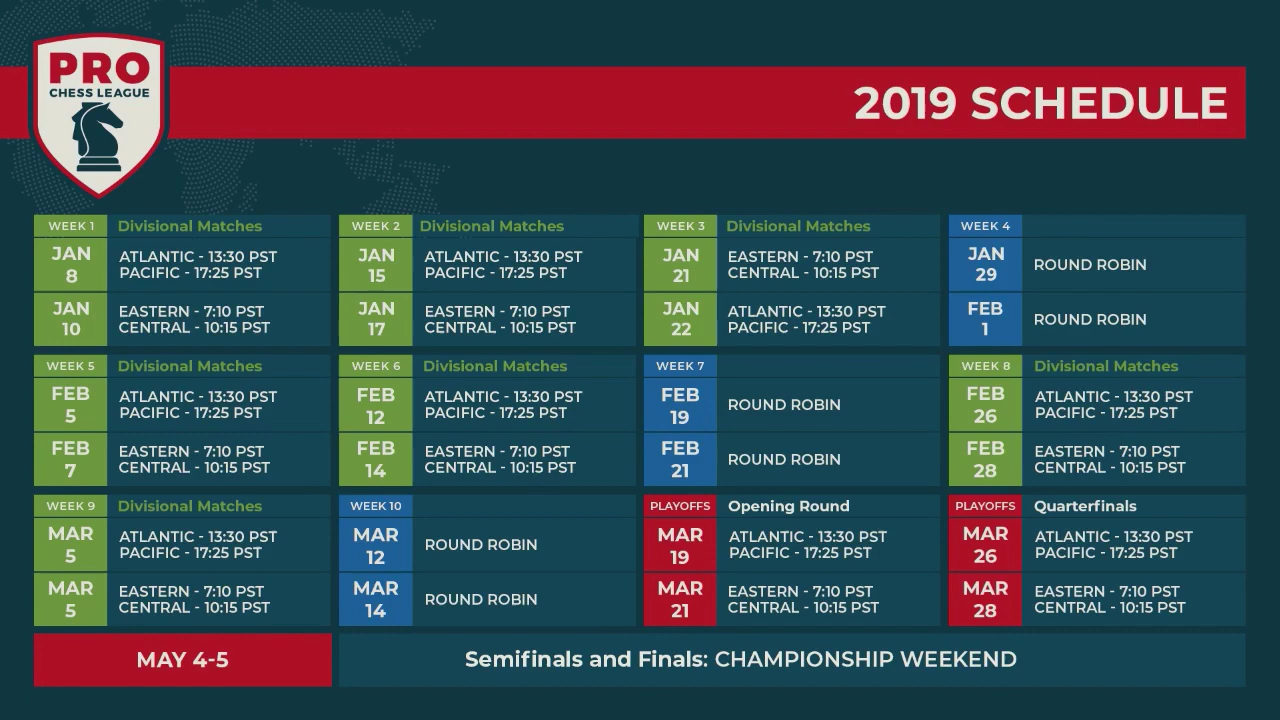 PRO
CHESS LEAGUE
2019 SCHEDULE
WEEK 1 Divisional Matches
JAN
8
ATLANTIC - 13:30 PST
PACIFIC - 17:25 PST
JAN
10
EASTERN - 7:10 PST
CENTRAL - 10:15 PST
WEEK 2 Divisional Matches
JAN
15
ATLANTIC - 13:30 PST
PACIFIC - 17:25 PST
JAN
17
EASTERN - 7:10 PST
CENTRAL - 10:15 PST
WEEK 3 Divisional Matches
JAN
21
EASTERN - 7:10 PST
CENTRAL - 10:15 PST
JAN
22
ATLANTIC - 13:30 PST
PACIFIC - 17:25 PST
WEEK 4
JAN
29
ROUND ROBIN
FEB
1
ROUND ROBIN
WEEK 5 Divisional Matches
FEB
5
ATLANTIC - 13:30 PST
PACIFIC - 17:25 PST
FEB
7
EASTERN - 7:10 PST
CENTRAL - 10:15 PST
WEEK 6 Divisional Matches
FEB
12
ATLANTIC - 13:30 PST
PACIFIC - 17:25 PST
FEB
14
EASTERN - 7:10 PST
CENTRAL - 10:15 PST
WEEK 7
FEB
19
ROUND ROBIN
FEB
21
ROUND ROBIN
WEEK 8 Divisional Matches
FEB
26
ATLANTIC - 13:30 PST
PACIFIC - 17:25 PST
FEB
28
EASTERN - 7:10 PST
CENTRAL - 10:15 PST
WEEK 9 Divisional Matches
MAR
5
ATLANTIC - 13:30 PST
PACIFIC - 17:25 PST
MAR
5
EASTERN - 7:10 PST
CENTRAL - 10:15 PST
WEEK 10
MAR
12
ROUND ROBIN
MAR
14
ROUND ROBIN
PLAYOFFS Opening Round
MAR
19
ATLANTIC - 13:30 PST
PACIFIC - 17:25 PST
MAR
21
EASTERN - 7:10 PST
CENTRAL - 10:15 PST
PLAYOFFS Quarterfinals
MAR
26
ATLANTIC - 13:30 PST
PACIFIC - 17:25 PST
MAR
28
EASTERN - 7:10 PST
CENTRAL - 10:15 PST
MAY 4-5
Semifinals and Finals: CHAMPIONSHIP WEEKEND